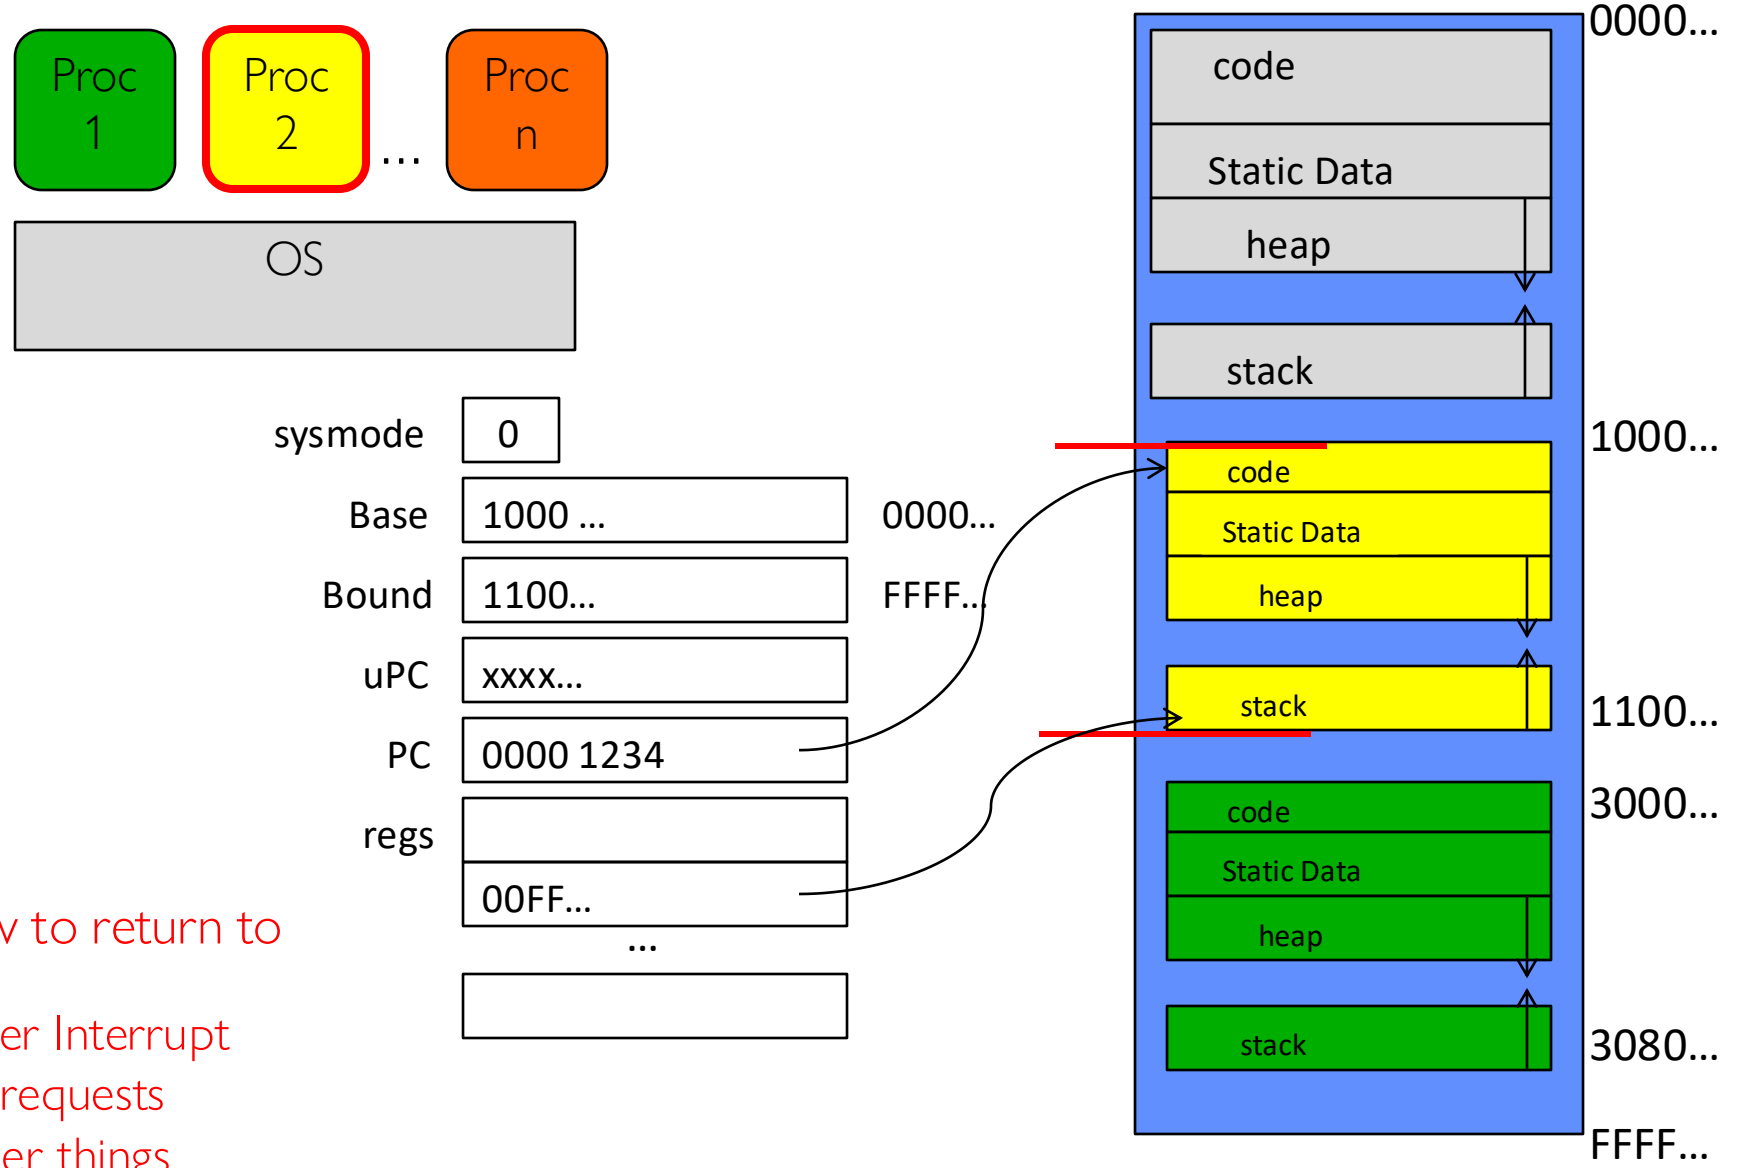 Proc
1
Proc
2
...
Proc
n
OS
sysmode
0
Base
1000 ...
0000...
Bound
1100...
FFFF...
uPC
xxxx...
PC
0000 1234
regs
00FF...
...
to return to
Interrupt
requests
things
0000...
code
Static Data
heap
stack
1000...
code
Static Data
heap
stack
1100...
3000...
code
Static Data
heap
stack
3080...
FFFF...